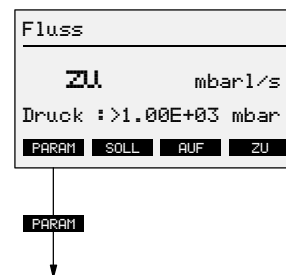 Fluss
ZU mbarl/s
Druck :>1.00E+03 mbar
PARAM SOLL AUF ZU
PARAM